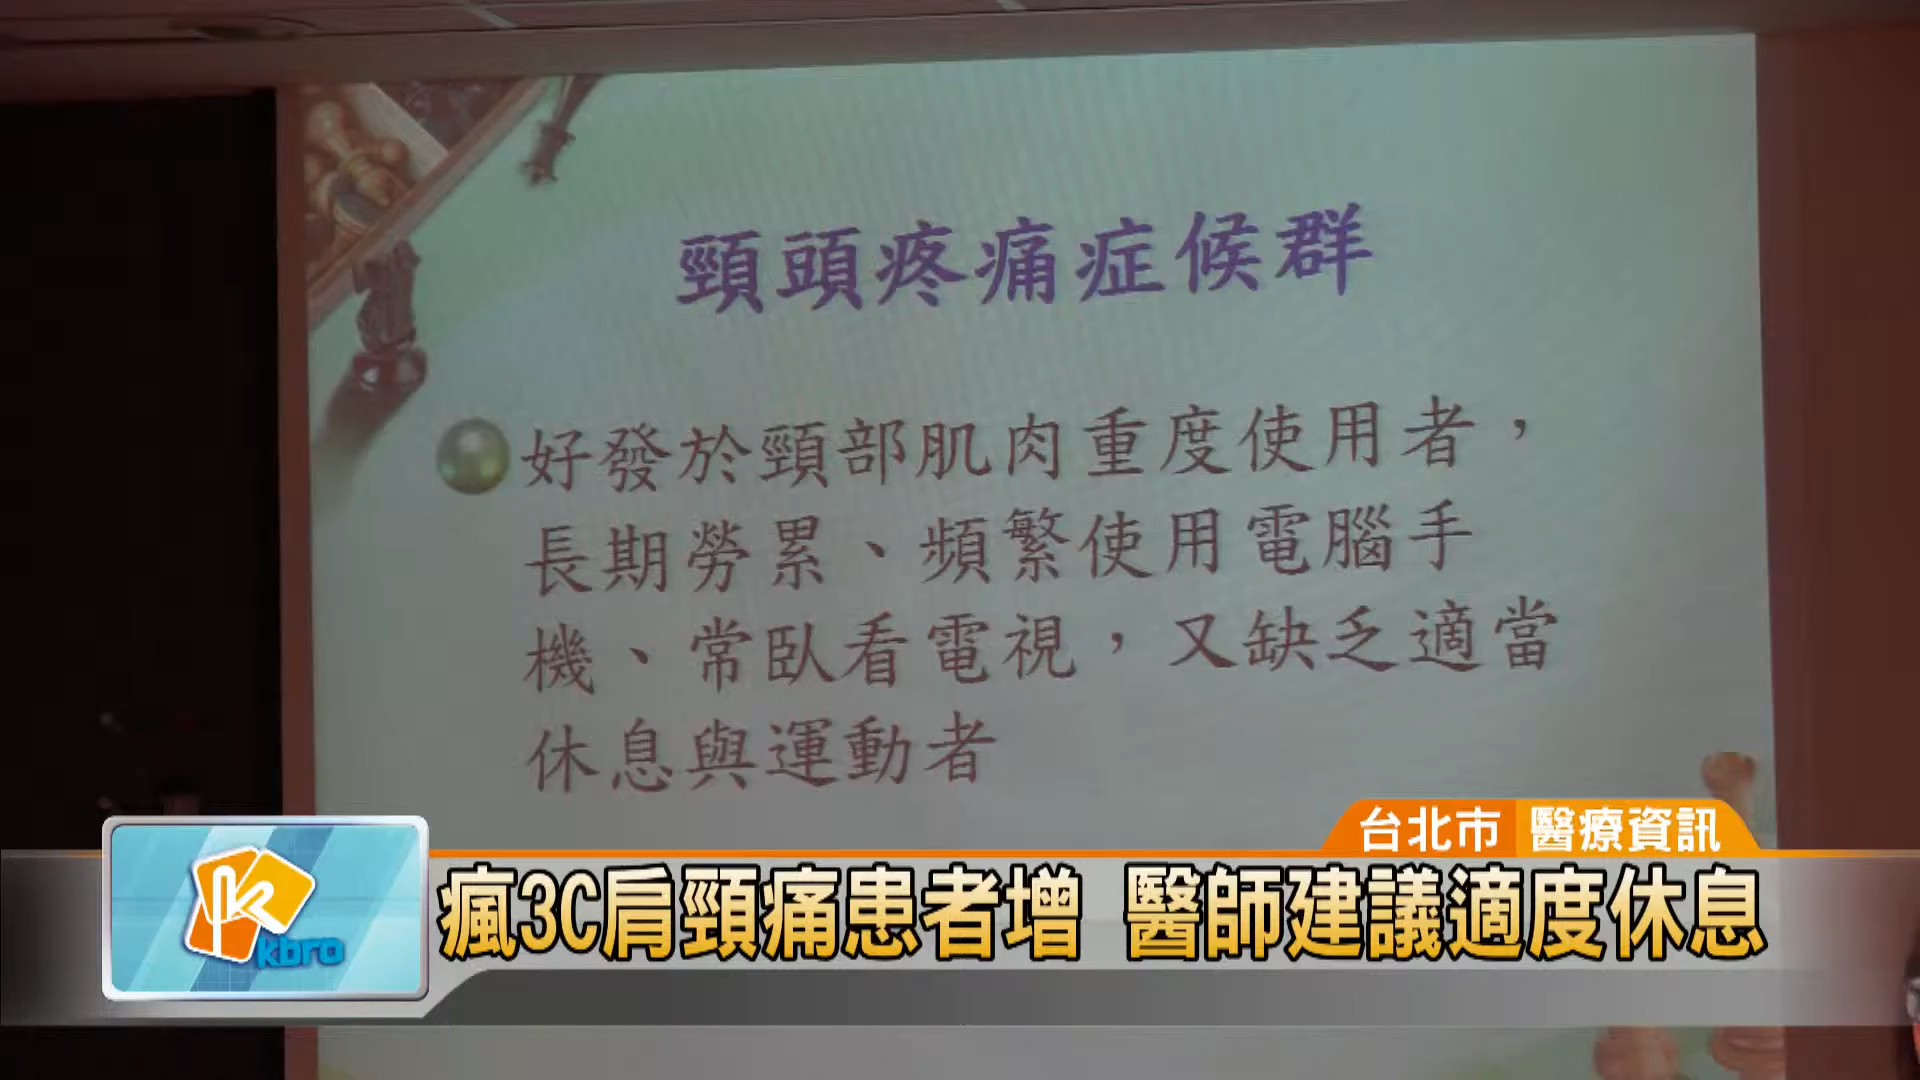 頸頭疼痛症候群
好發於頸部肌肉重度使用者，
長期勞累、頻繁使用電腦手
機、常臥看電視，又缺乏適當
休息與運動者
台北市 醫療資訊
瘋3C肩頸痛患者增 醫師建議適度休息
kbro